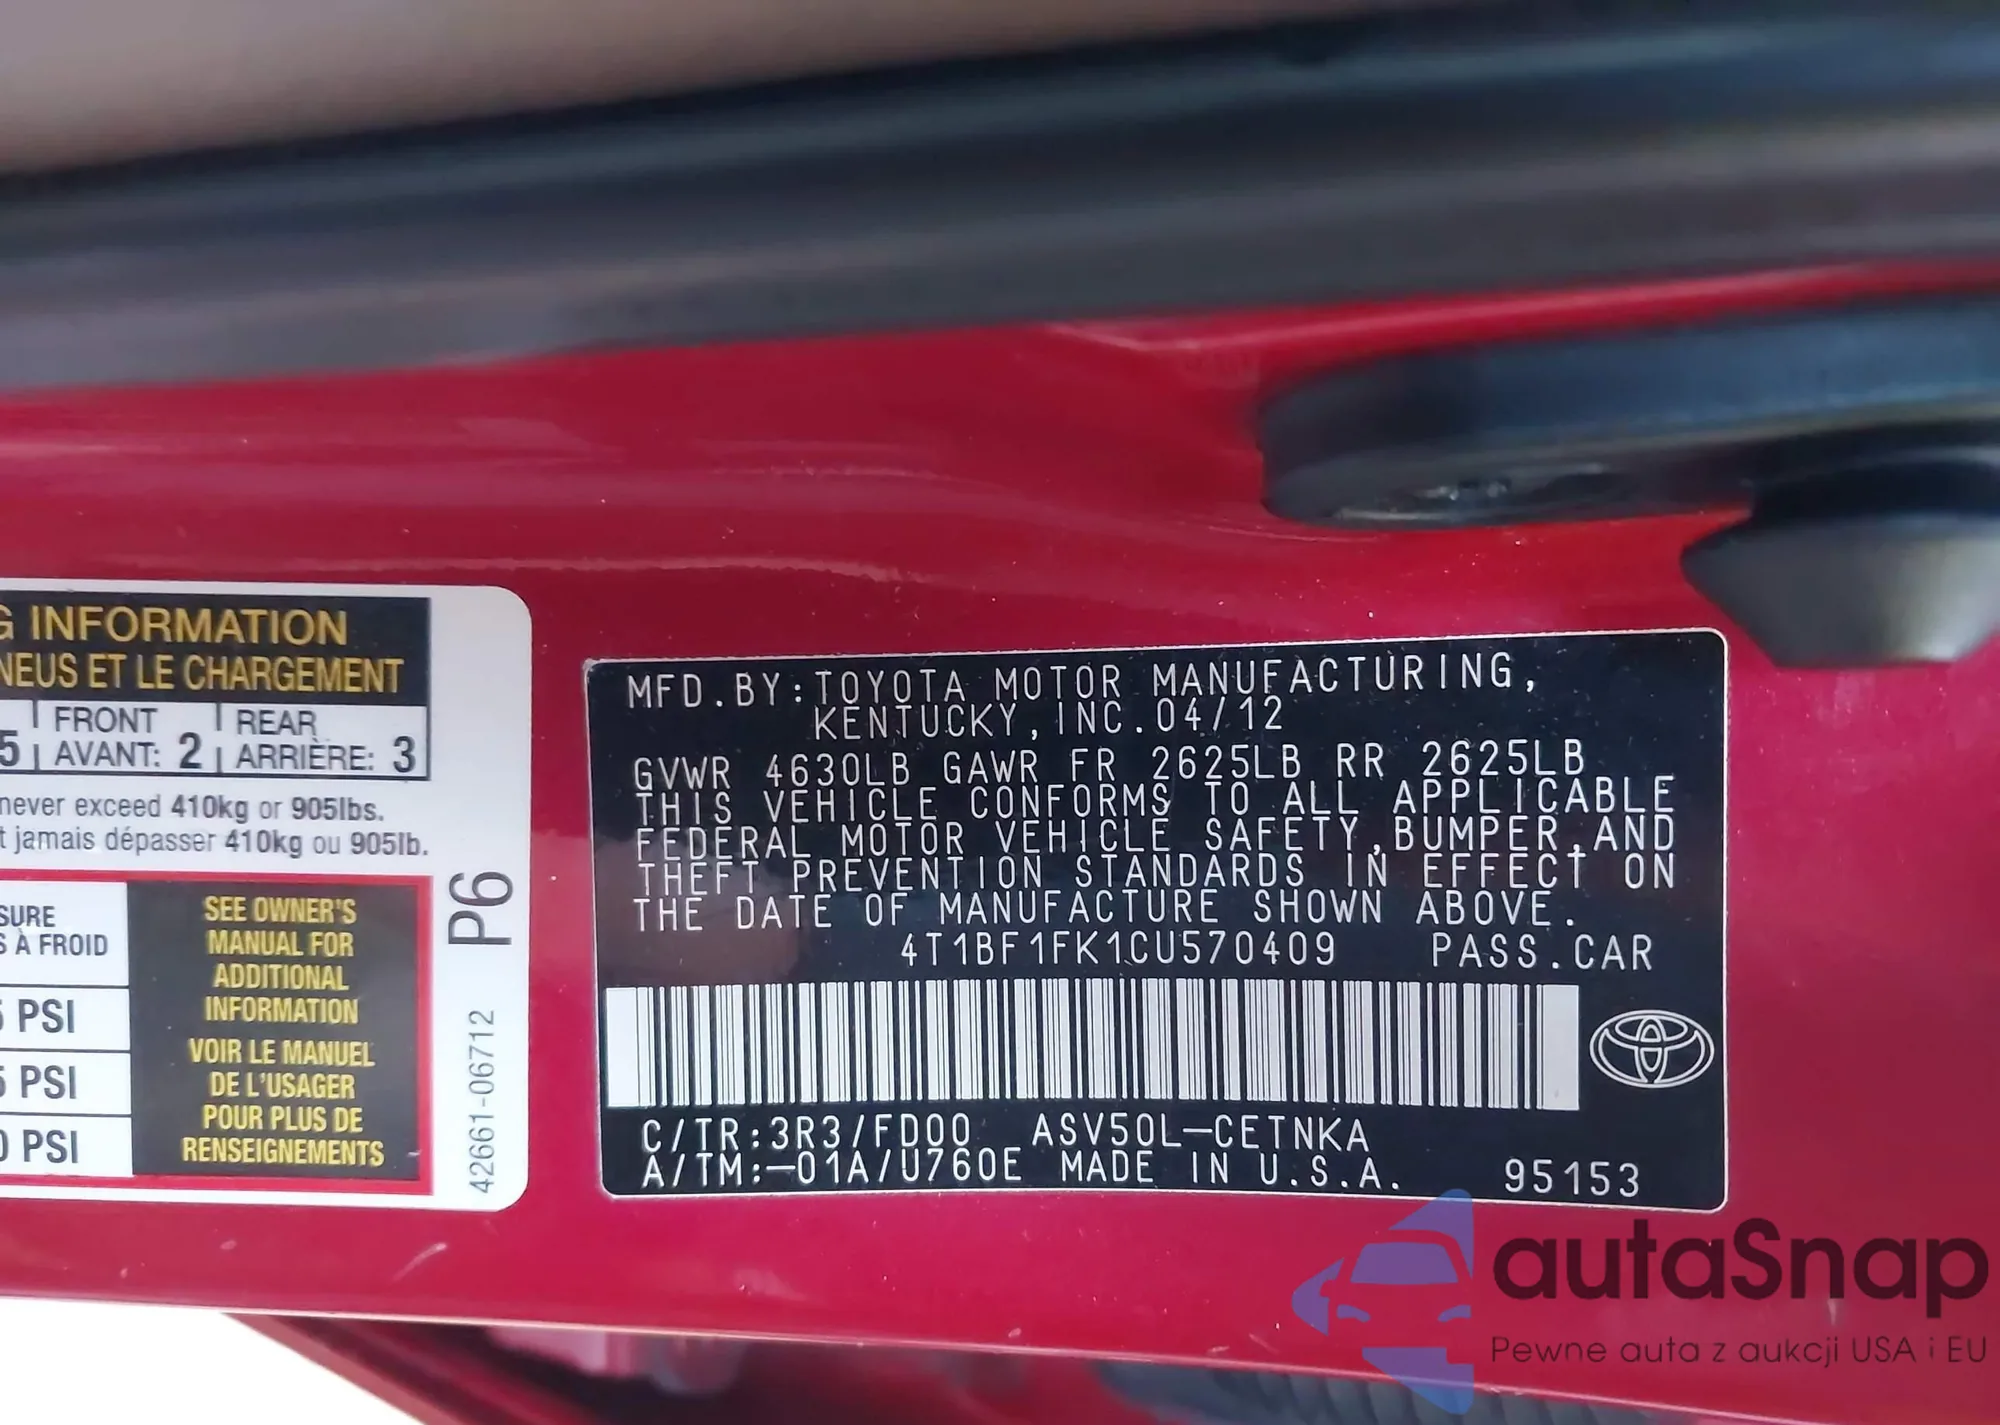 G INFORMATION
NEUS ET LE CHARGEMENT
5 FRONT REAR
AVANT: 2 ARRIÈRE: 3
never exceed 410kg or 905lbs.
t jamais dépasser 410kg ou 905lb.
SURE
S À FROID
5 PSI
5 PSI
0 PSI
SEE OWNER'S
MANUAL FOR
ADDITIONAL
INFORMATION
VOIR LE MANUEL
DE L'USAGER
POUR PLUS DE
RENSEIGNEMENTS
P6
42661-06712
MFD.BY:TOYOTA MOTOR MANUFACTURING,
KENTUCKY,INC.04/12
GVWR 4630LB GAWR FR 2625LB RR 2625LB
THIS VEHICLE CONFORMS TO ALL APPLICABLE
FEDERAL MOTOR VEHICLE SAFETY,BUMPER,AND
THEFT PREVENTION STANDARDS IN EFFECT ON
THE DATE OF MANUFACTURE SHOWN ABOVE.
4T1BF1FK1CU570409 PASS.CAR
C/TR:3R3/FD00 ASV50L-CETNKA
A/TM:-01A/U760E MADE IN U.S.A. 95153
autaSnap
Pewne auta z aukcji USA i EU